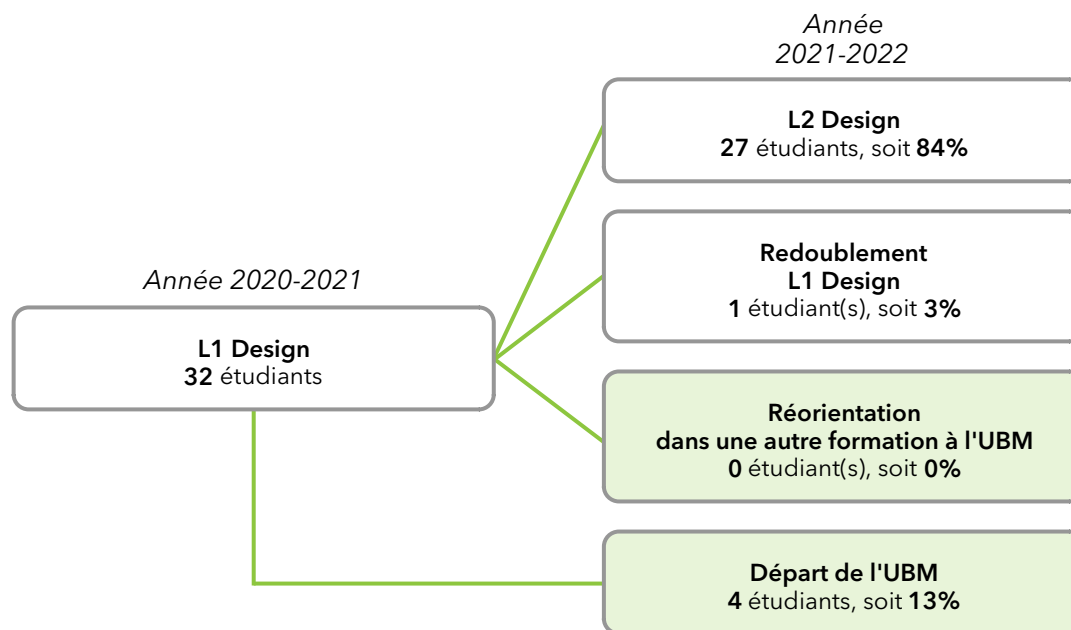 Année
2021-2022
L2 Design
27 étudiants, soit 84%
Redoublement
L1 Design
1 étudiant(s), soit 3%
Année 2020-2021
L1 Design
32 étudiants
Réorientation
dans une autre formation à l'UBM
0 étudiant(s), soit 0%
Départ de l'UBM
4 étudiants, soit 13%